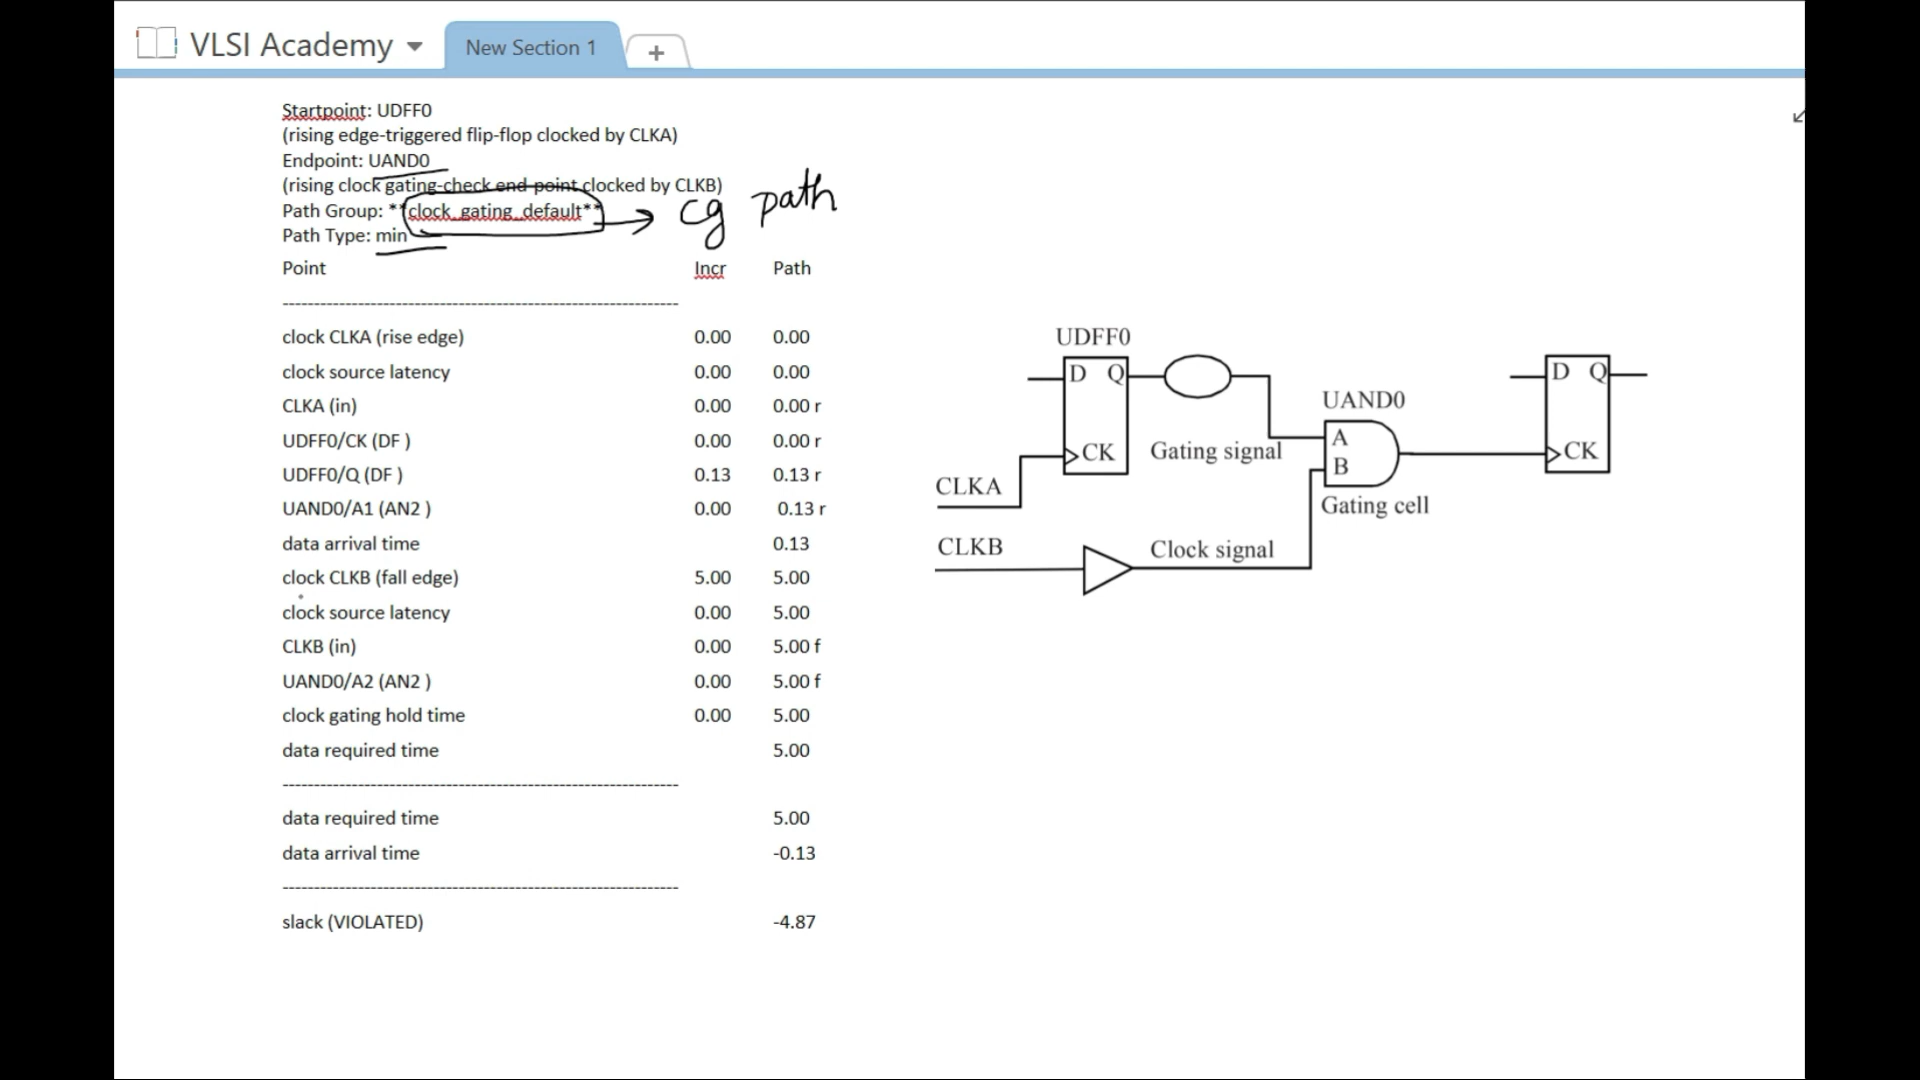 VLSI Academy
New Section 1
+
Startpoint: UDFF0
(rising edge-triggered flip-flop clocked by CLKA)
Endpoint: UAND0
(rising clock gating-check end-point clocked by CLKB)
Path Group: **clock_gating_default** → cg path
Path Type: min
Point Incr Path
------------------------------------------------------------------
clock CLKA (rise edge) 0.00 0.00
clock source latency 0.00 0.00
CLKA (in) 0.00 0.00 r
UDFF0/CK (DF ) 0.00 0.00 r
UDFF0/Q (DF ) 0.13 0.13 r
UAND0/A1 (AN2 ) 0.00 0.13 r
data arrival time 0.13
clock CLKB (fall edge) 5.00 5.00
clock source latency 0.00 5.00
CLKB (in) 0.00 5.00 f
UAND0/A2 (AN2 ) 0.00 5.00 f
clock gating hold time 0.00 5.00
data required time 5.00
------------------------------------------------------------------
data required time 5.00
data arrival time -0.13
------------------------------------------------------------------
slack (VIOLATED) -4.87
UDFF0
D Q
CK
Gating signal
CLKA
CLKB
Clock signal
UAND0
A
B
Gating cell
D Q
CK